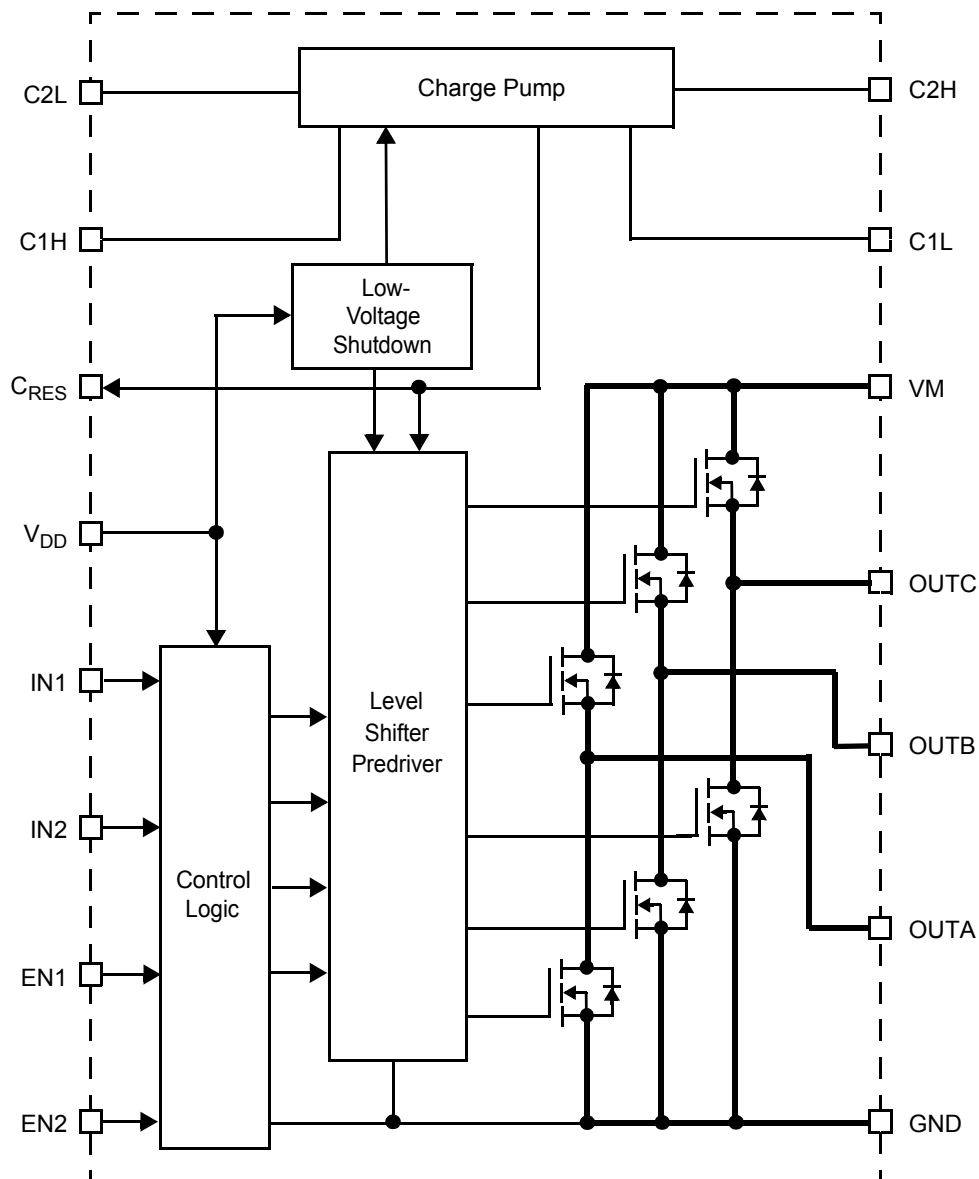 Charge Pump
C2L
C2H
C1H
C1L
Low-
Voltage
Shutdown
CRES
VM
VDD
OUTC
IN1
Level
Shifter
Predriver
OUTB
IN2
Control
Logic
OUTA
EN1
EN2
GND